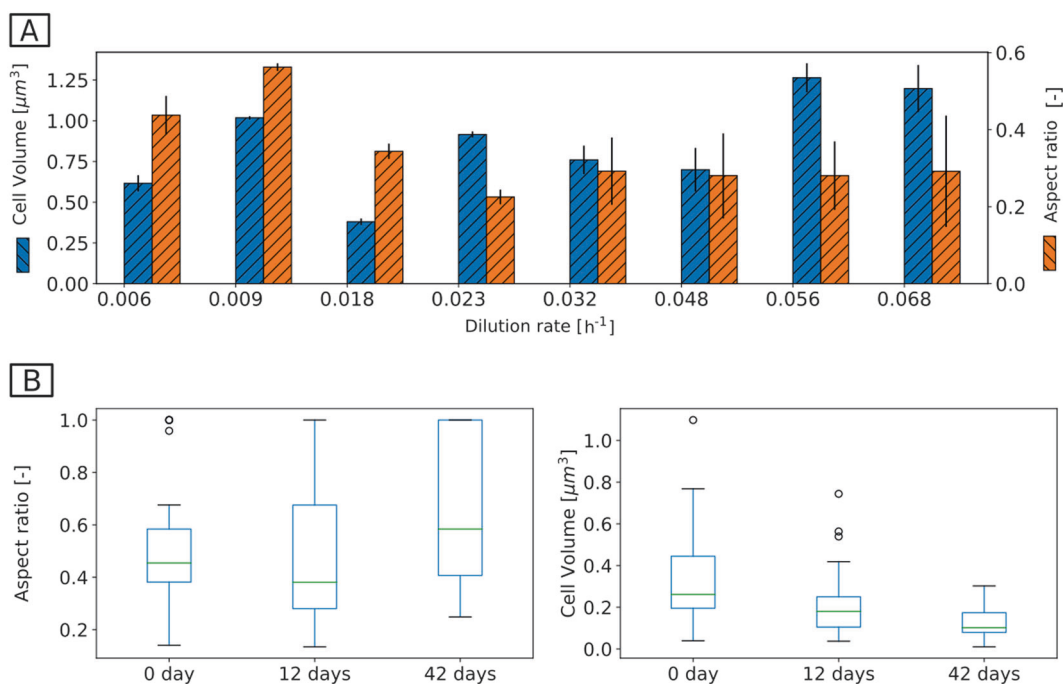 A
Cell Volume [μm³]
1.25
1.00
0.75
0.50
0.25
0.00
0.6
0.4
0.2
0.0
Aspect ratio [-]
0.006 0.009 0.018 0.023 0.032 0.048 0.056 0.068
Dilution rate [h⁻¹]
B
Aspect ratio [-]
1.0
0.8
0.6
0.4
0.2
0 day 12 days 42 days
Cell Volume [μm³]
1.0
0.8
0.6
0.4
0.2
0.0
0 day 12 days 42 days